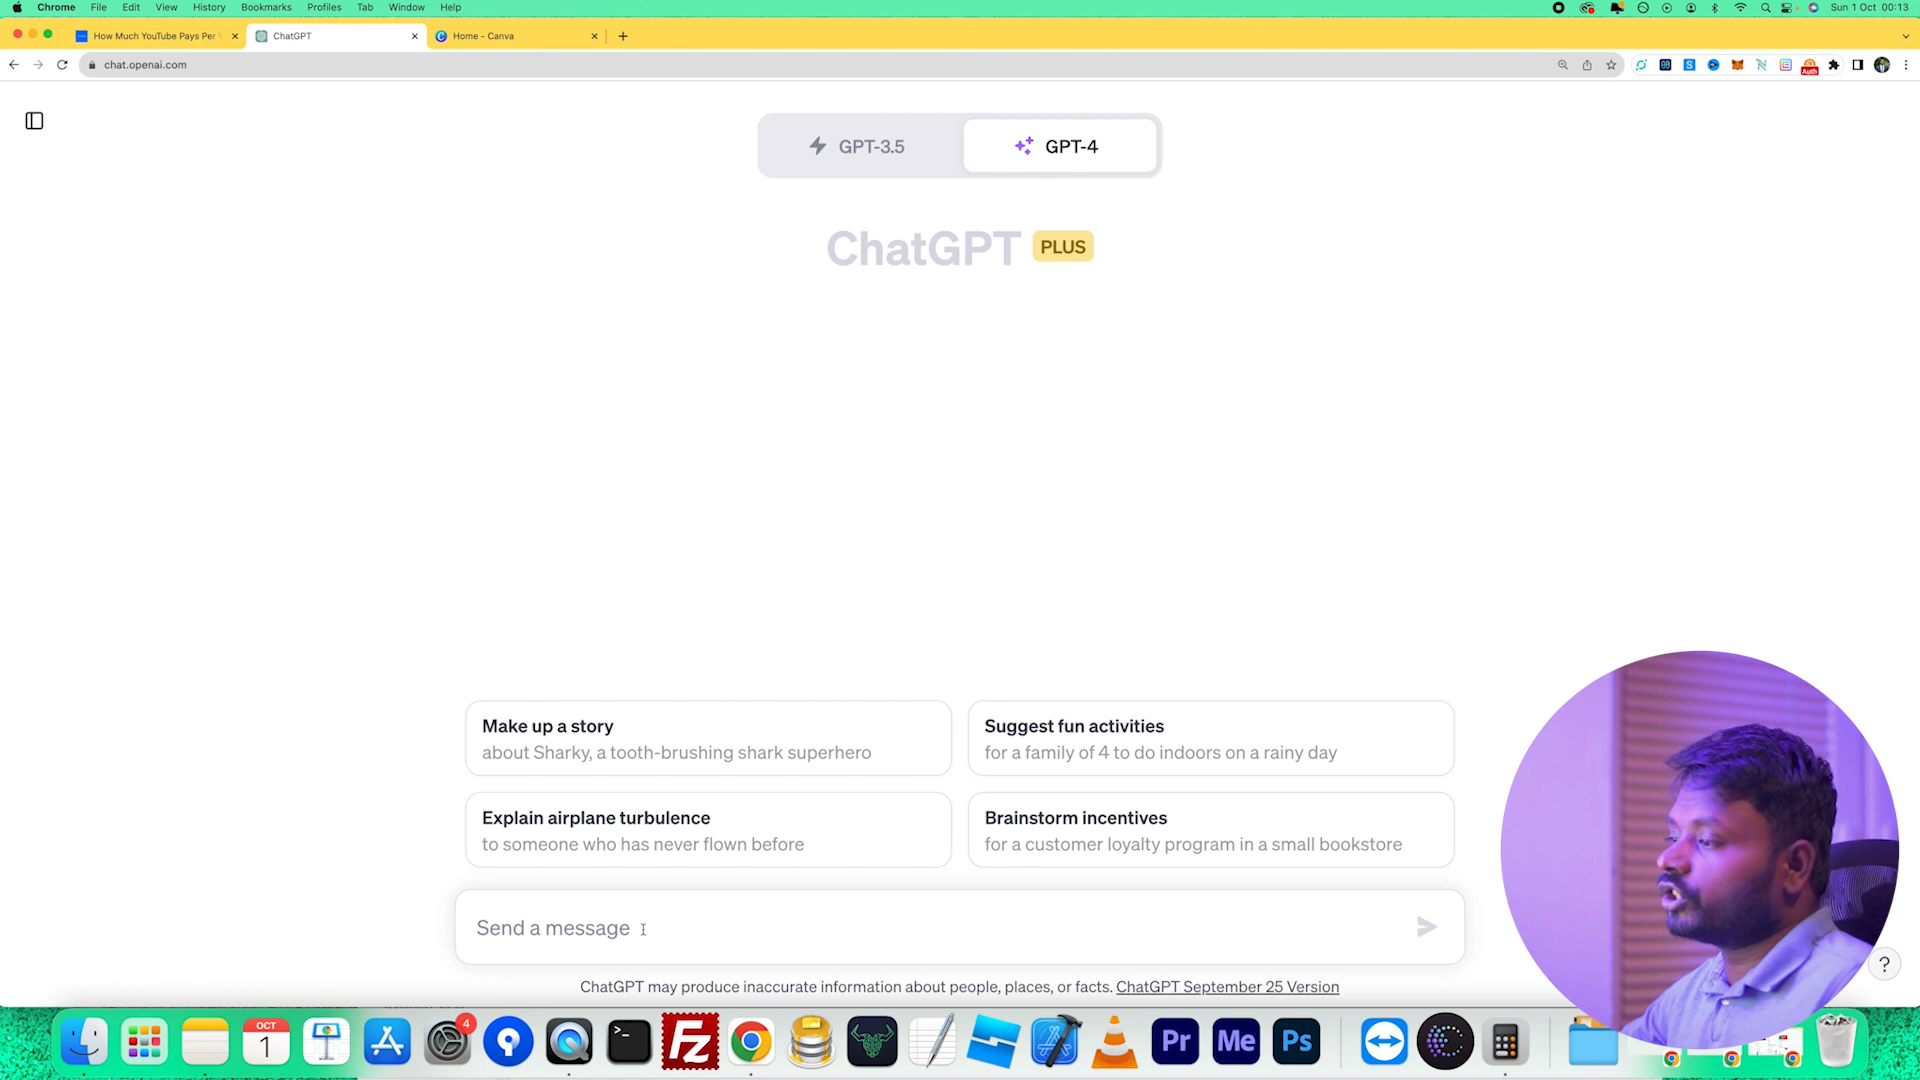 Chrome File Edit View History Bookmarks Profiles Tab Window Help
Sun 1 Oct 00:13
How Much YouTube Pays Per
ChatGPT
Home - Canva
chat.openai.com
Auth
GPT-3.5
GPT-4
ChatGPT PLUS
Make up a story
about Sharky, a tooth-brushing shark superhero
Suggest fun activities
for a family of 4 to do indoors on a rainy day
Explain airplane turbulence
to someone who has never flown before
Brainstorm incentives
for a customer loyalty program in a small bookstore
Send a message
?
ChatGPT may produce inaccurate information about people, places, or facts. ChatGPT September 25 Version
OCT
1
4
Fz
Pr
Me
Ps